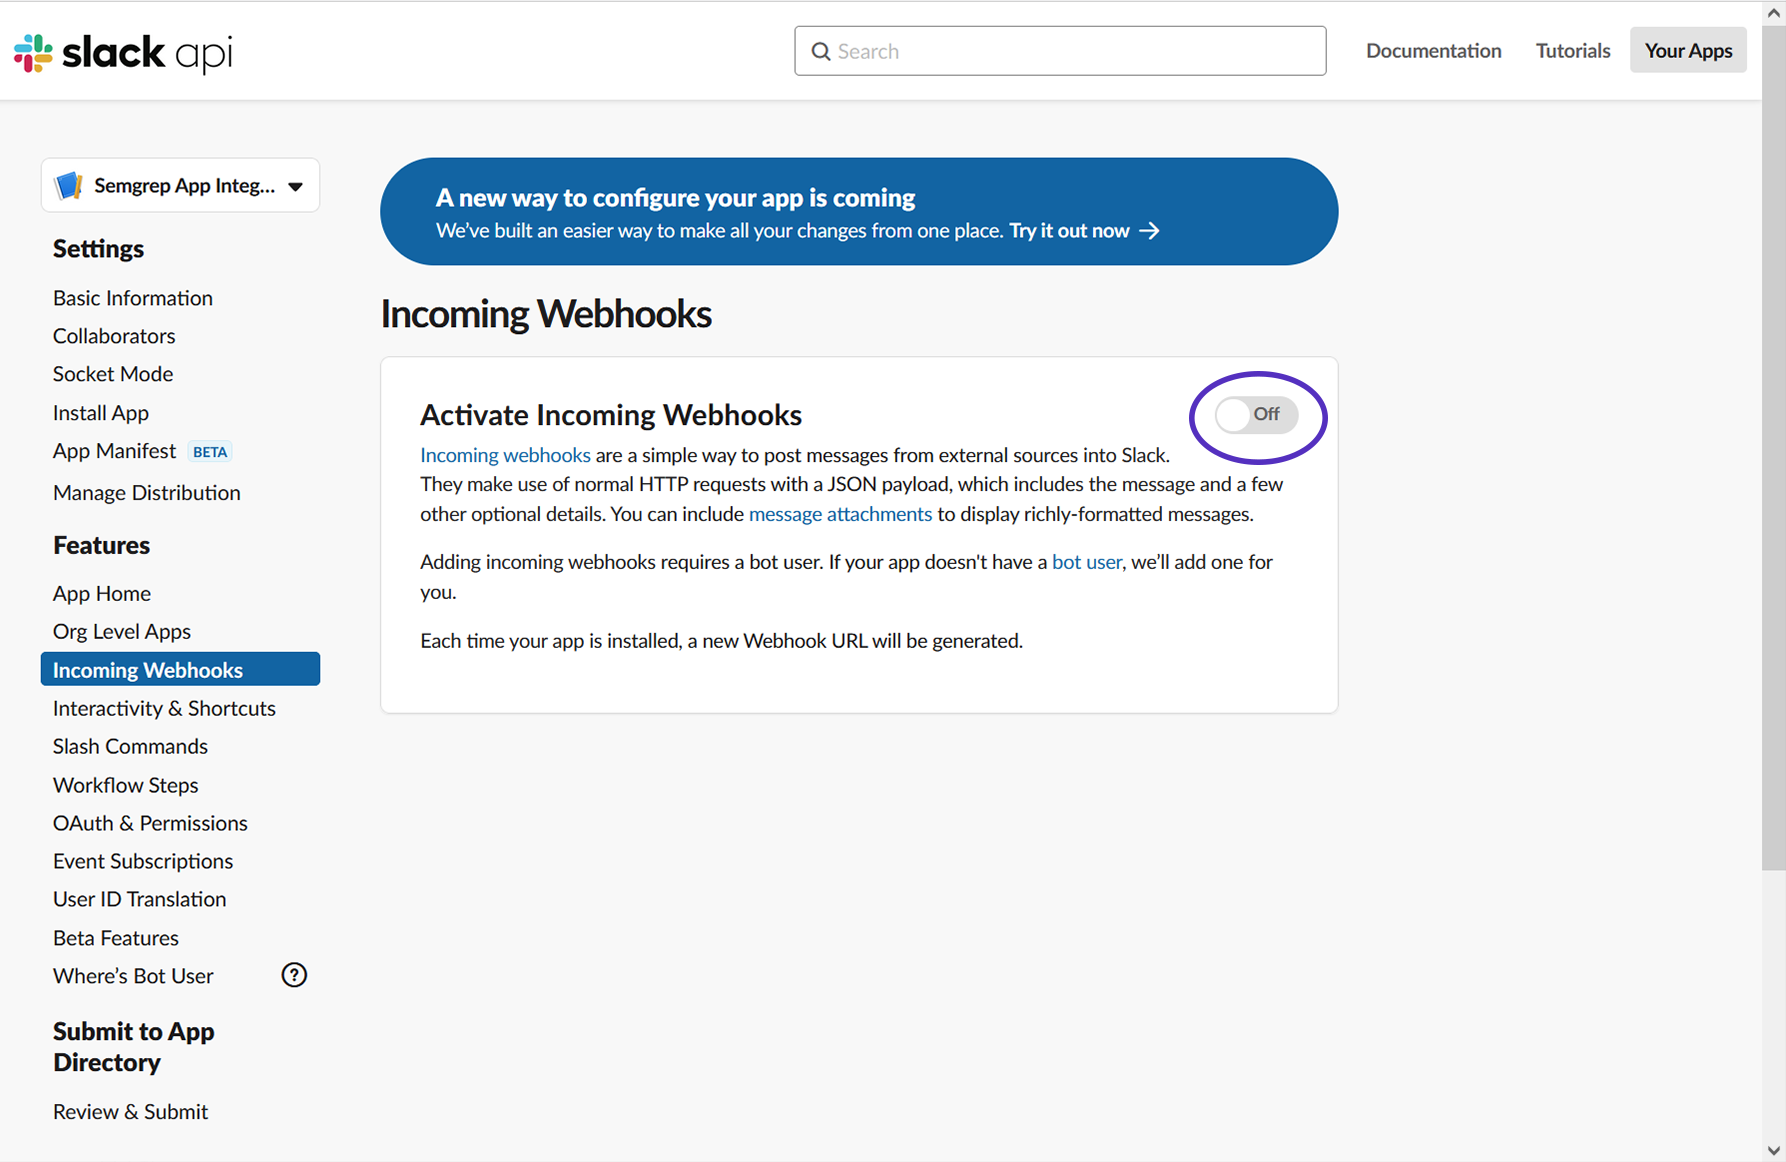 slack api
Search
Documentation
Tutorials
Your Apps
Semgrep App Integ...
Settings
Basic Information
Collaborators
Socket Mode
Install App
App Manifest BETA
Manage Distribution
Features
App Home
Org Level Apps
Incoming Webhooks
Interactivity & Shortcuts
Slash Commands
Workflow Steps
OAuth & Permissions
Event Subscriptions
User ID Translation
Beta Features
Where’s Bot User ?
Submit to App
Directory
Review & Submit
A new way to configure your app is coming
We’ve built an easier way to make all your changes from one place. Try it out now →
Incoming Webhooks
Activate Incoming Webhooks
Off
Incoming webhooks are a simple way to post messages from external sources into Slack.
They make use of normal HTTP requests with a JSON payload, which includes the message and a few
other optional details. You can include message attachments to display richly-formatted messages.
Adding incoming webhooks requires a bot user. If your app doesn't have a bot user, we’ll add one for
you.
Each time your app is installed, a new Webhook URL will be generated.